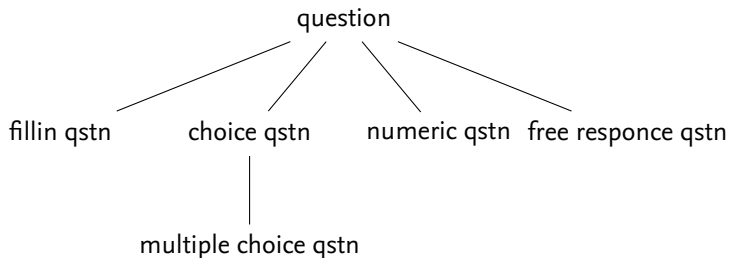 question
fillin qstn choice qstn numeric qstn free responce qstn
multiple choice qstn